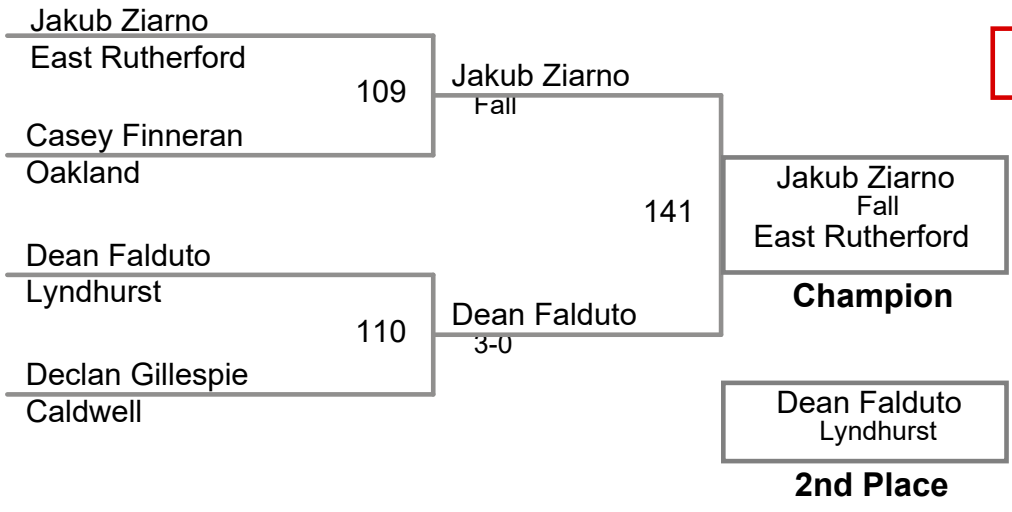 Jakub Ziarno
East Rutherford
109
Casey Finneran
Oakland
Jakub Ziarno
Fall
Dean Falduto
Lyndhurst
110
Declan Gillespie
Caldwell
Dean Falduto
3-0
141
Jakub Ziarno
Fall
East Rutherford
Champion
Dean Falduto
Lyndhurst
2nd Place